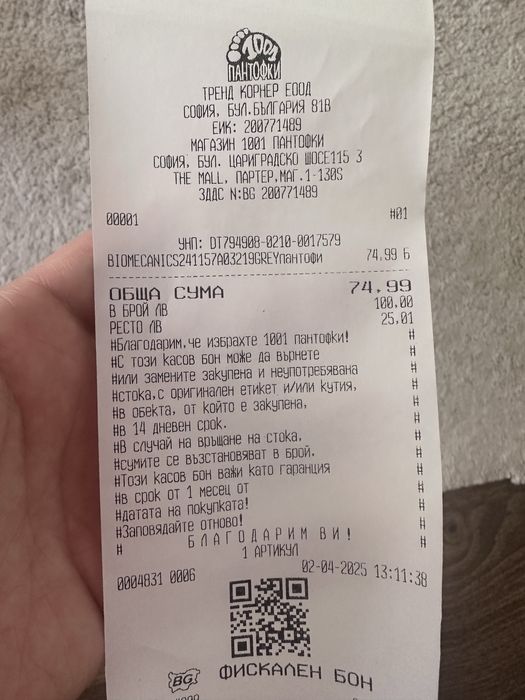 1001
ПАНТОФКИ
ТРЕНД КОРНЕР ЕООД
СОФИЯ, БУЛ.БЪЛГАРИЯ 81В
ЕИК: 200771489
МАГАЗИН 1001 ПАНТОФКИ
СОФИЯ, БУЛ. ЦАРИГРАДСКО ШОСЕ115 З
THE MALL, ПАРТЕР,МАГ.1-130S
ЗДДС N:BG 200771489
00001 #01
УНП: DT794908-0210-0017579
BIOMECANICS241157A03219GREYпантофи 74.99 Б
ОБЩА СУМА 74.99
В БРОЙ ЛВ 100.00
РЕСТО ЛВ 25.01
#Благодарим,че избрахте 1001 пантофки! #
#С този касов бон може да върнете #
#или замените закупена и неупотребявана #
#стока,с оригинален етикет и/или кутия, #
#в обекта, от който е закупена, #
#в 14 дневен срок. #
#В случай на връщане на стока, #
#сумите се възстановяват в брой. #
#Този касов бон важи като гаранция #
#в срок от 1 месец от #
#датата на покупката! #
#Заповядайте отново! #
# БЛАГОДАРИМ ВИ! #
1 АРТИКУЛ
0004831 0006 02-04-2025 13:11:38
BG ФИСКАЛЕН БОН